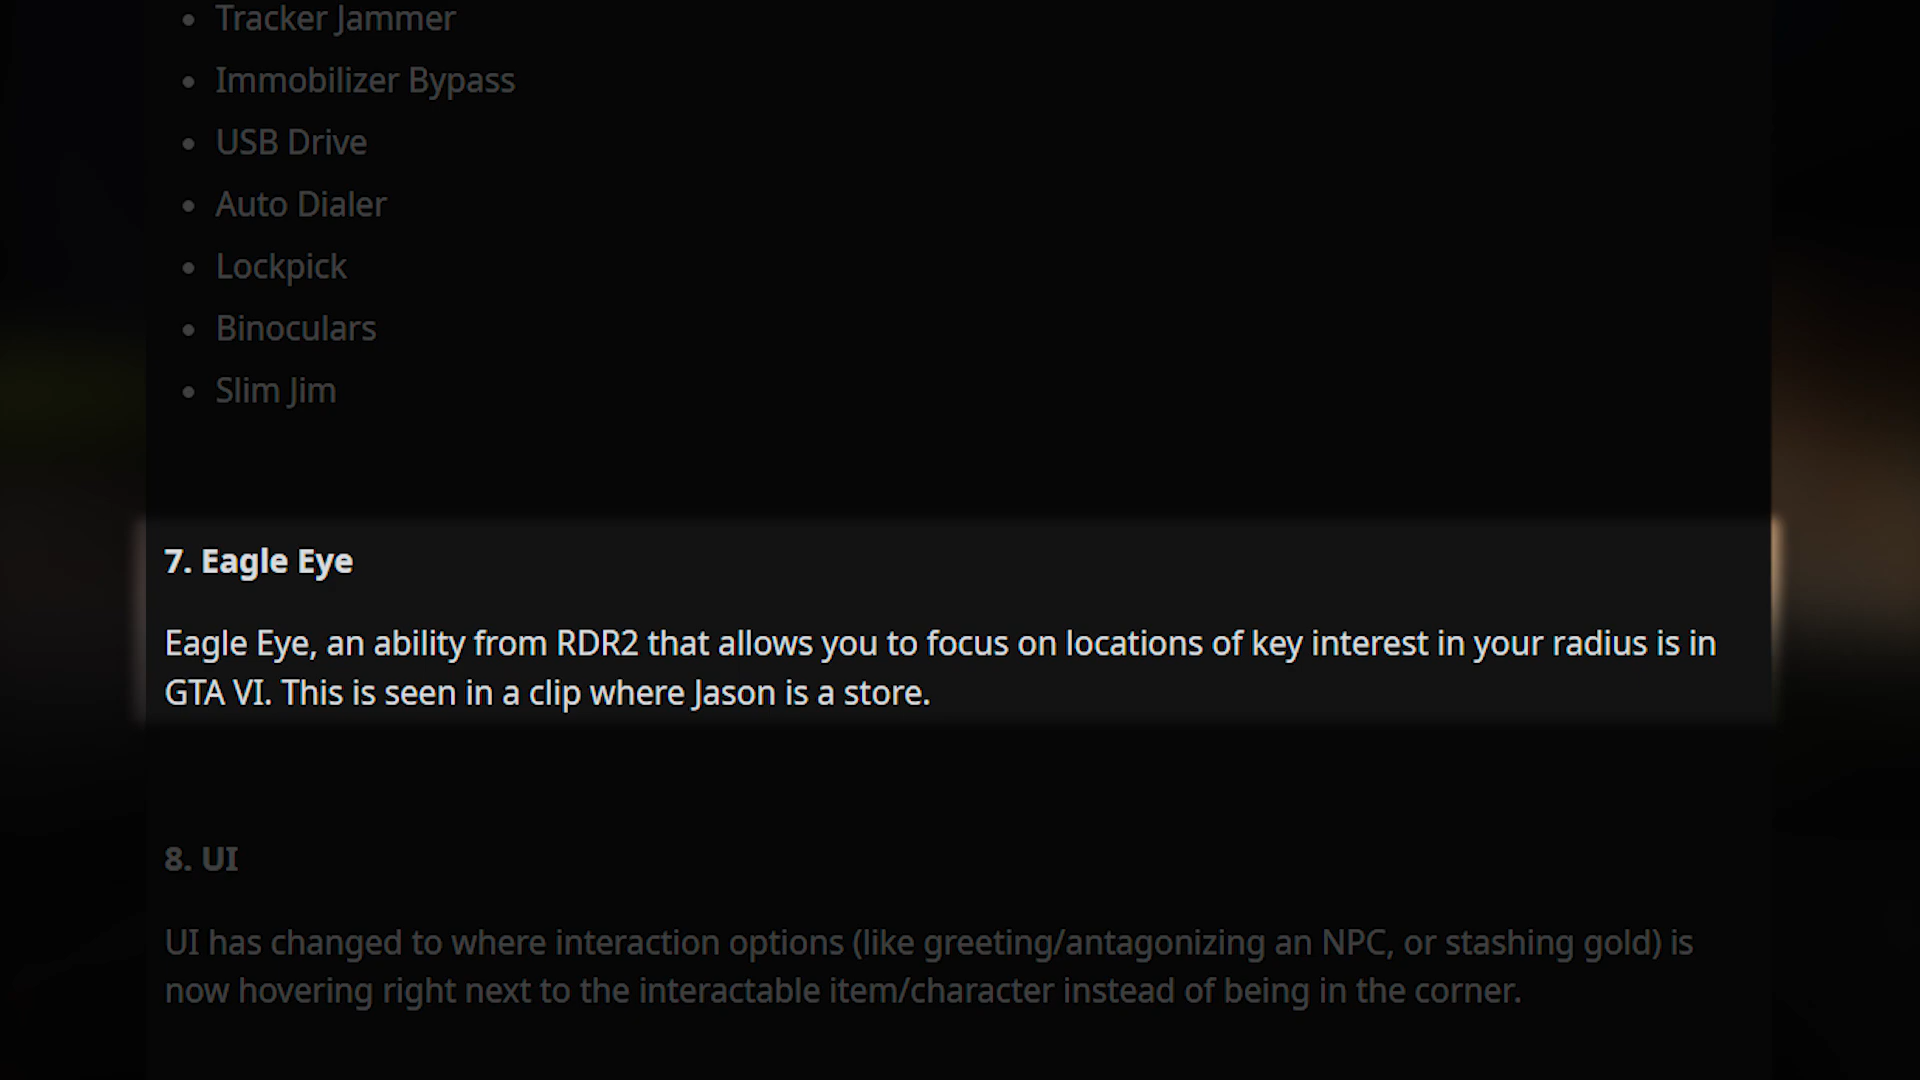 • Tracker Jammer
• Immobilizer Bypass
• USB Drive
• Auto Dialer
• Lockpick
• Binoculars
• Slim Jim
7. Eagle Eye
Eagle Eye, an ability from RDR2 that allows you to focus on locations of key interest in your radius is in
GTA VI. This is seen in a clip where Jason is a store.
8. UI
UI has changed to where interaction options (like greeting/antagonizing an NPC, or stashing gold) is
now hovering right next to the interactable item/character instead of being in the corner.